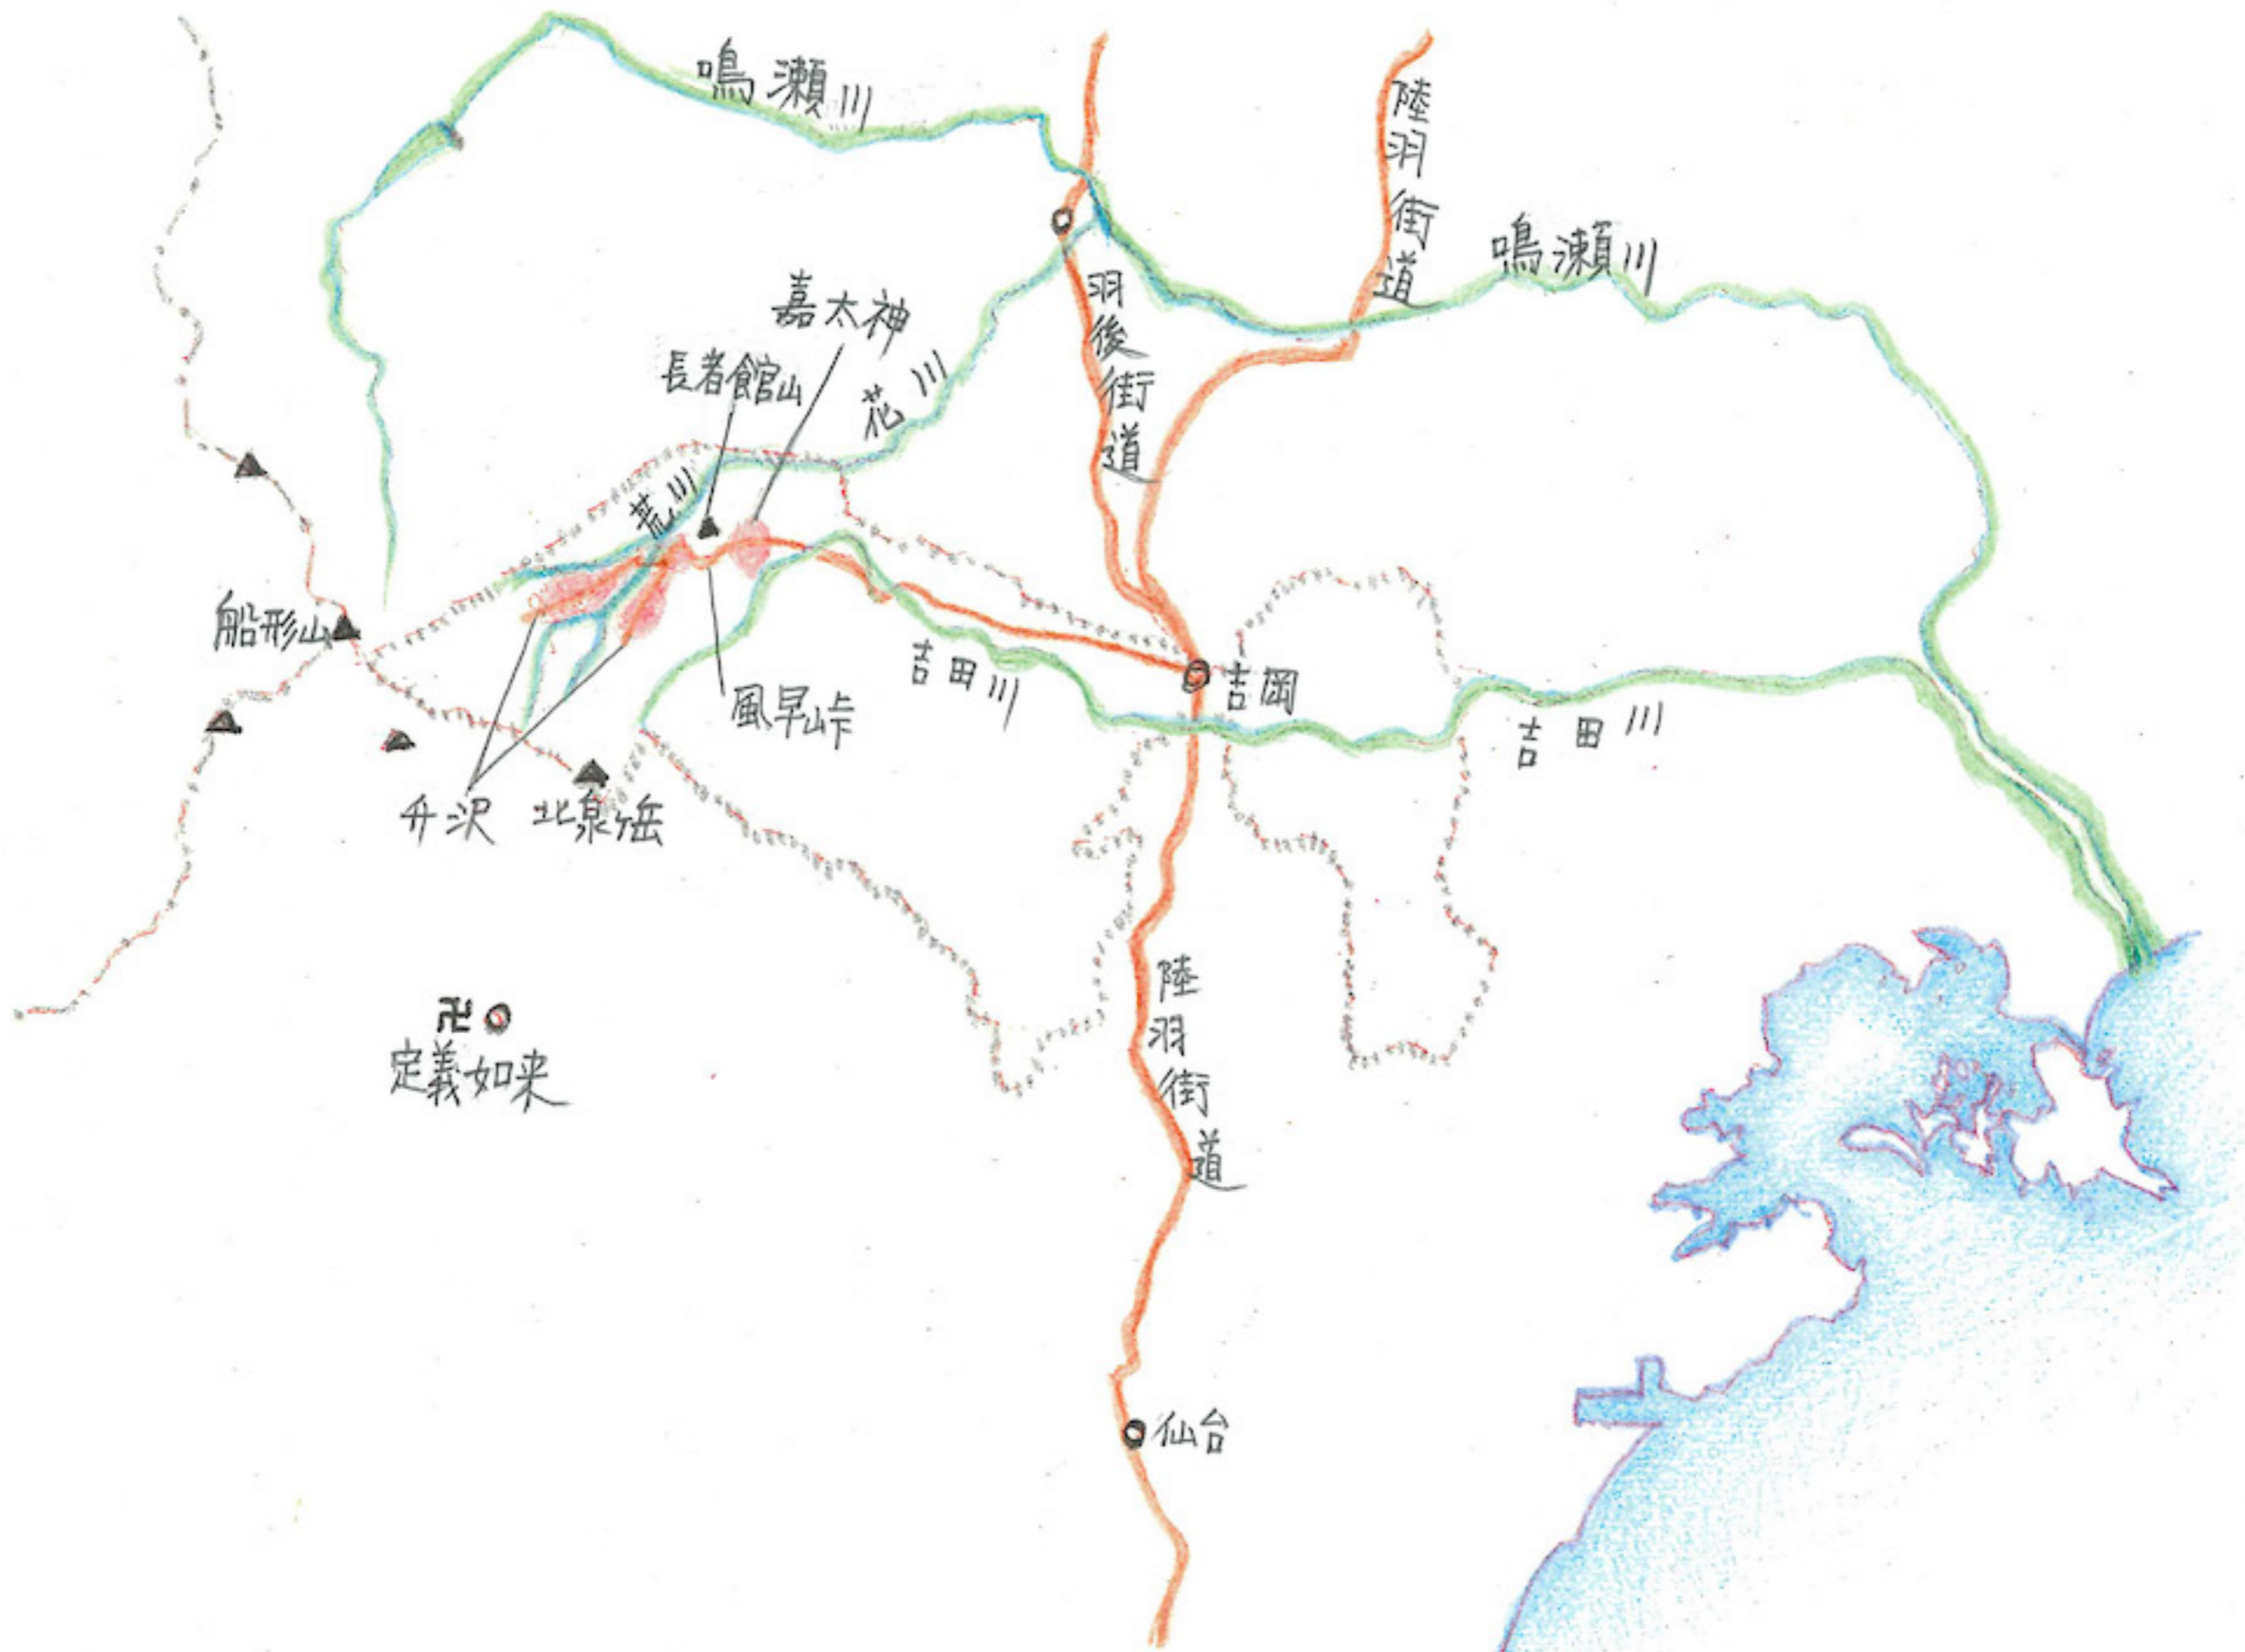 鳴瀬川
陸羽街道
鳴瀬川
羽後街道
嘉太神
長者館山
花川
荒川
船形山
吉田川
吉岡
風早峠
吉田川
升沢
北泉ヶ岳
陸羽街道
卍
定義如来
仙台